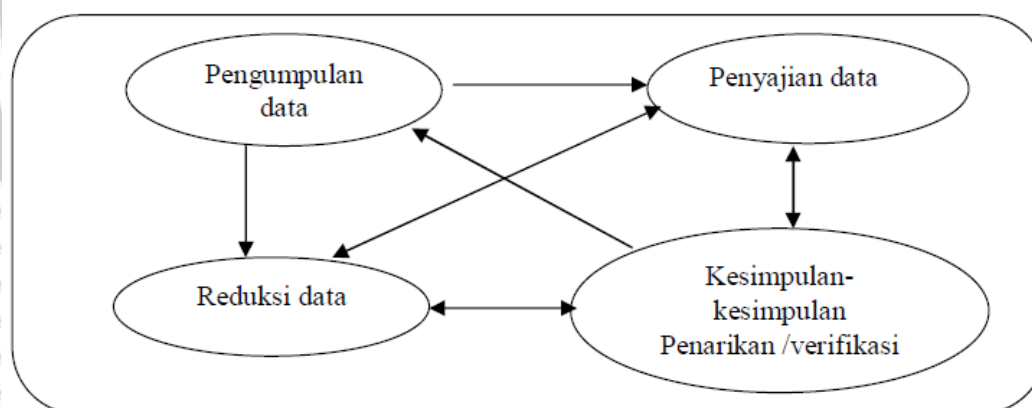 Pengumpulan
data
Penyajian data
Reduksi data
Kesimpulan-
kesimpulan
Penarikan /verifikasi